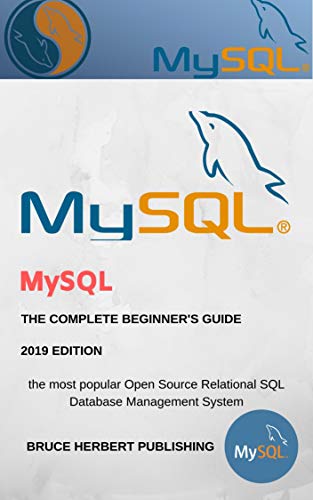 MySQL®
MySQL®
MySQL
THE COMPLETE BEGINNER'S GUIDE
2019 EDITION
the most popular Open Source Relational SQL
Database Management System
BRUCE HERBERT PUBLISHING
MySQL